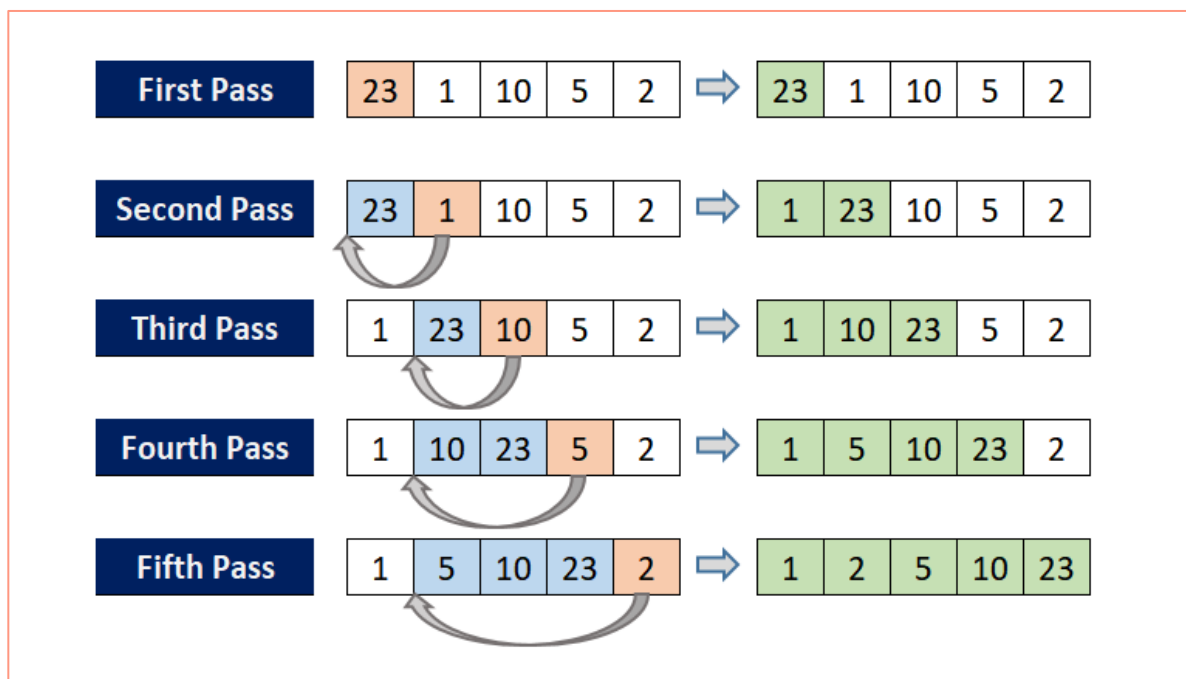 First Pass 23 1 10 5 2 23 1 10 5 2
Second Pass 23 1 10 5 2 1 23 10 5 2
Third Pass 1 23 10 5 2 1 10 23 5 2
Fourth Pass 1 10 23 5 2 1 5 10 23 2
Fifth Pass 1 5 10 23 2 1 2 5 10 23